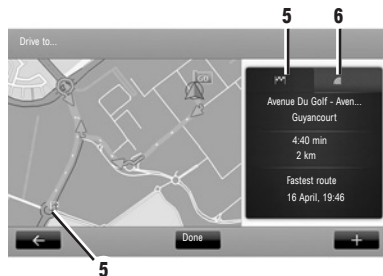 5 6
Drive to...
GO
Avenue Du Golf - Aven...
Guyancourt
4:40 min
2 km
Fastest route
16 April, 19:46
Done
5